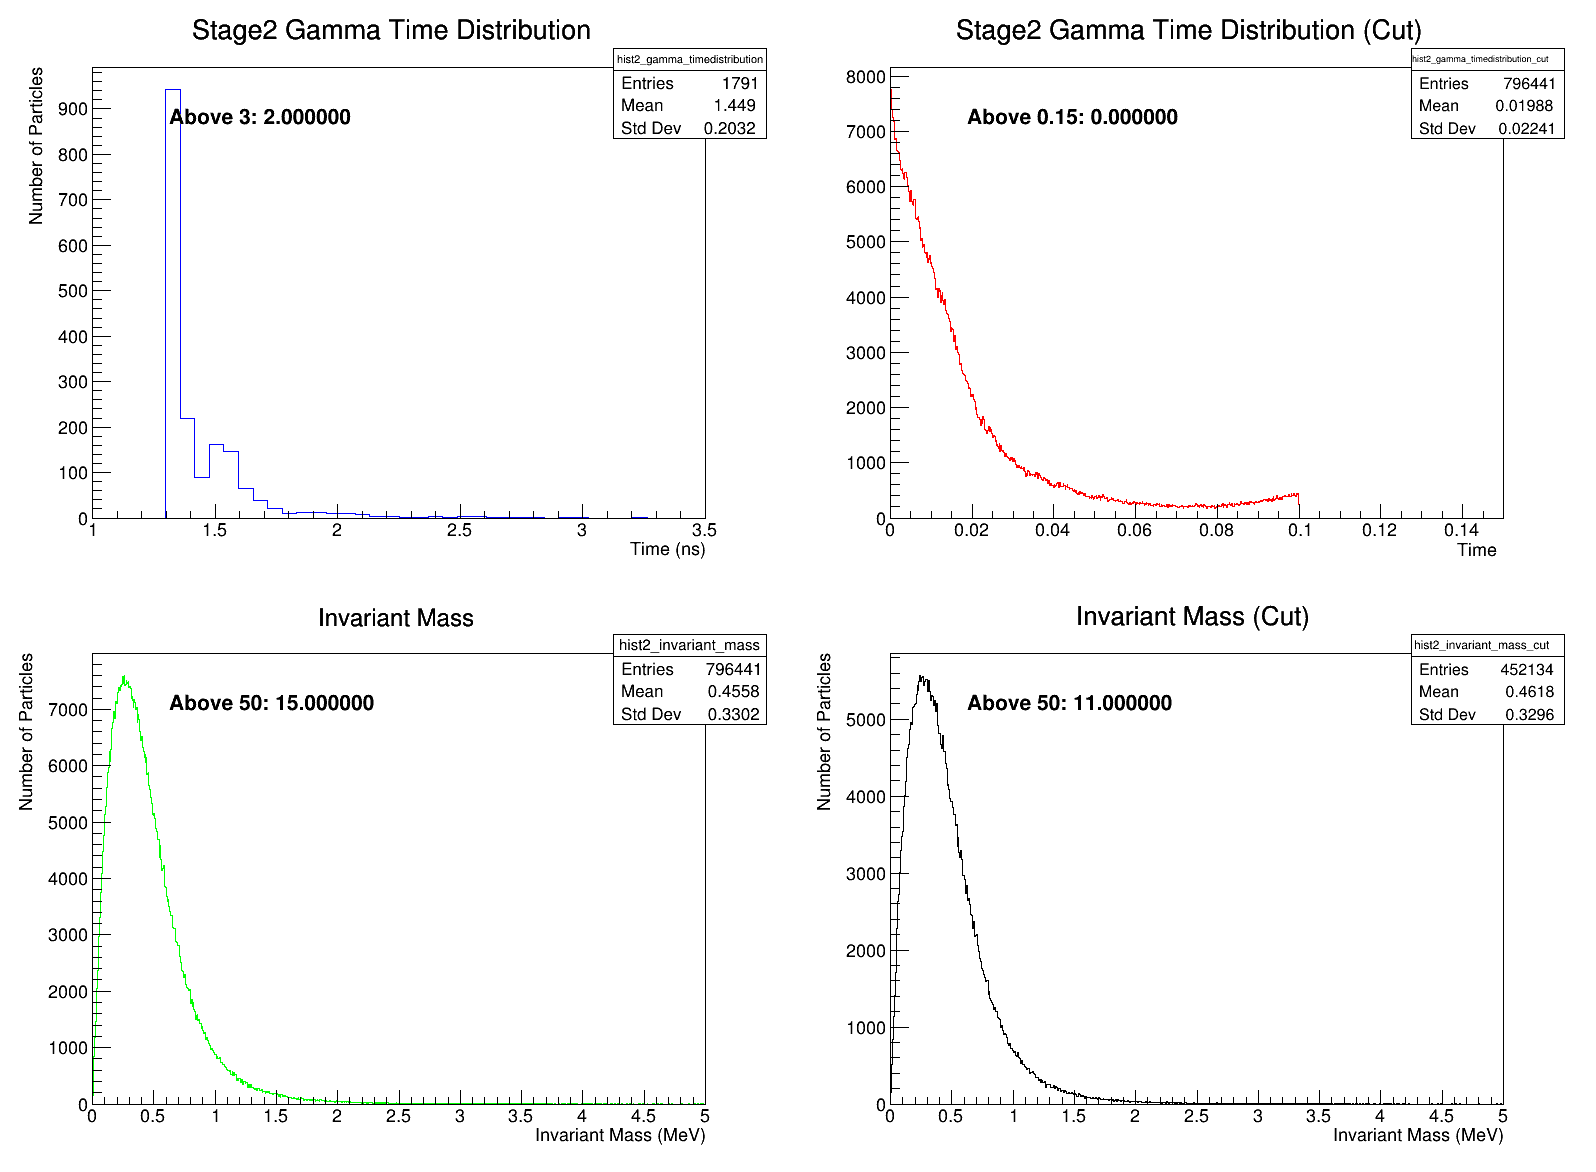 Stage2 Gamma Time Distribution
hist2_gamma_timedistribution
Entries 1791
Mean 1.449
Std Dev 0.2032
Above 3: 2.000000
Number of Particles
900
800
700
600
500
400
300
200
100
0
1 1.5 2 2.5 3 3.5
Time (ns)
Stage2 Gamma Time Distribution (Cut)
hist2_gamma_timedistribution_cut
Entries 796441
Mean 0.01988
Std Dev 0.02241
Above 0.15: 0.000000
8000
7000
6000
5000
4000
3000
2000
1000
0
0 0.02 0.04 0.06 0.08 0.1 0.12 0.14
Time
Invariant Mass
hist2_invariant_mass
Entries 796441
Mean 0.4558
Std Dev 0.3302
Above 50: 15.000000
Number of Particles
7000
6000
5000
4000
3000
2000
1000
0
0 0.5 1 1.5 2 2.5 3 3.5 4 4.5 5
Invariant Mass (MeV)
Invariant Mass (Cut)
hist2_invariant_mass_cut
Entries 452134
Mean 0.4618
Std Dev 0.3296
Above 50: 11.000000
Number of Particles
5000
4000
3000
2000
1000
0
0 0.5 1 1.5 2 2.5 3 3.5 4 4.5 5
Invariant Mass (MeV)